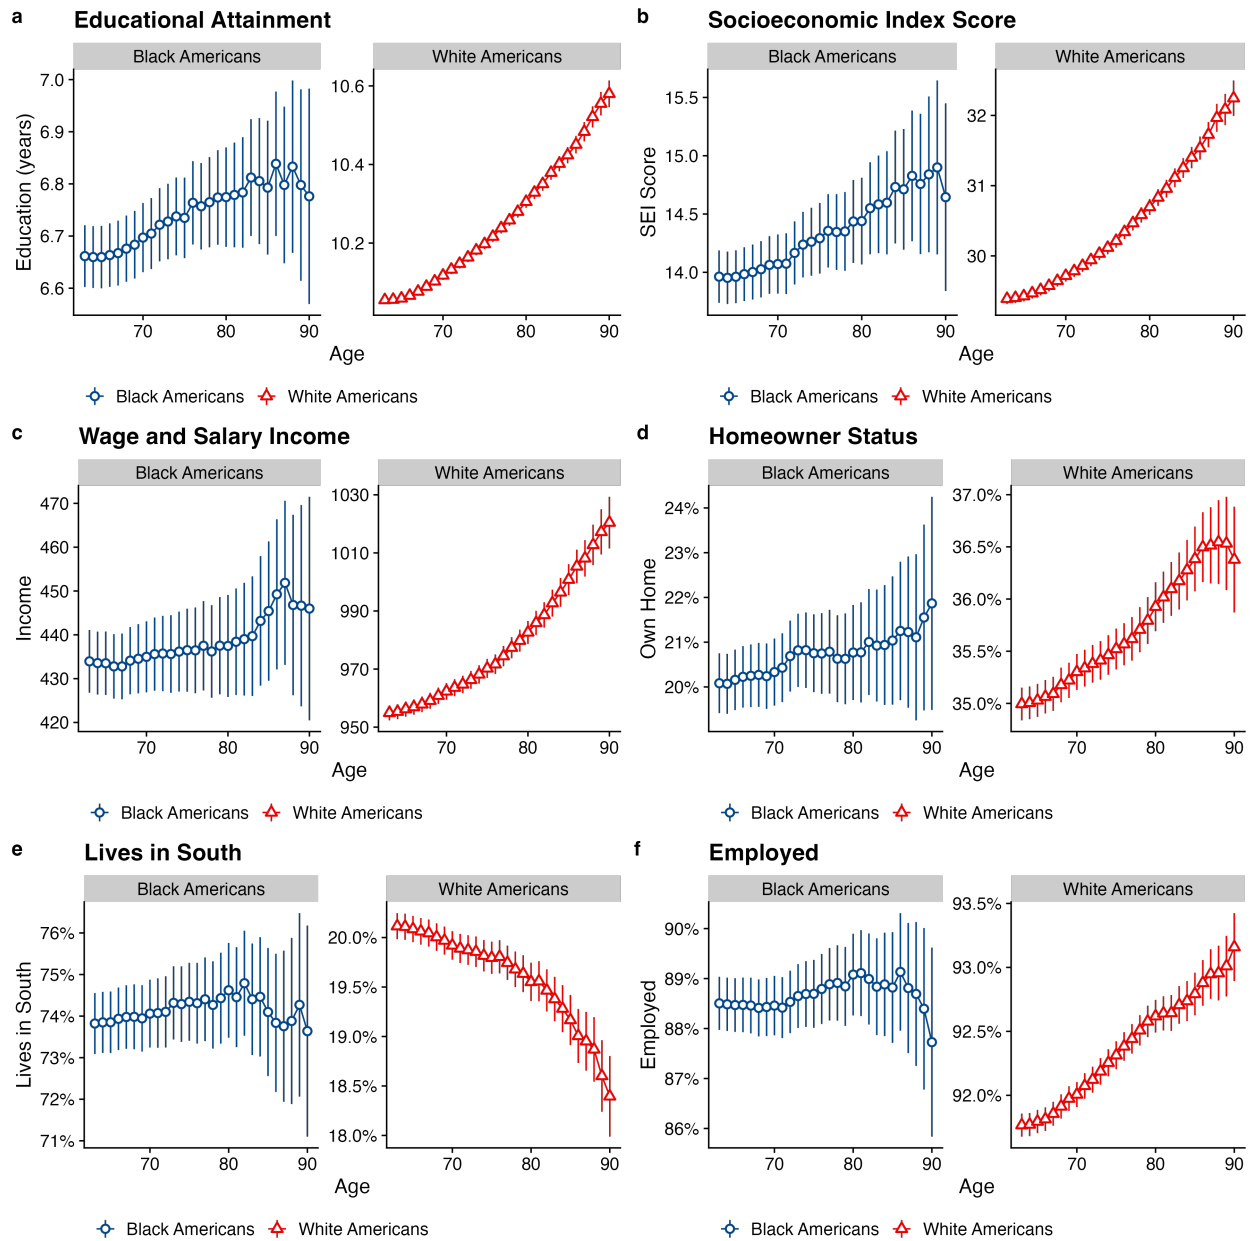 a Educational Attainment
Black Americans White Americans
Education (years)
7.0
6.9
6.8
6.7
6.6
10.6
10.4
10.2
70 80 90 70 80 90
Age
Black Americans White Americans
b Socioeconomic Index Score
Black Americans White Americans
SEI Score
15.5
15.0
14.5
14.0
32
31
30
70 80 90 70 80 90
Age
Black Americans White Americans
c Wage and Salary Income
Black Americans White Americans
Income
470
460
450
440
430
420
1030
1010
990
970
950
70 80 90 70 80 90
Age
Black Americans White Americans
d Homeowner Status
Black Americans White Americans
Own Home
24%
23%
22%
21%
20%
37.0%
36.5%
36.0%
35.5%
35.0%
70 80 90 70 80 90
Age
Black Americans White Americans
e Lives in South
Black Americans White Americans
Lives in South
76%
75%
74%
73%
72%
71%
20.0%
19.5%
19.0%
18.5%
18.0%
70 80 90 70 80 90
Age
Black Americans White Americans
f Employed
Black Americans White Americans
Employed
90%
89%
88%
87%
86%
93.5%
93.0%
92.5%
92.0%
70 80 90 70 80 90
Age
Black Americans White Americans